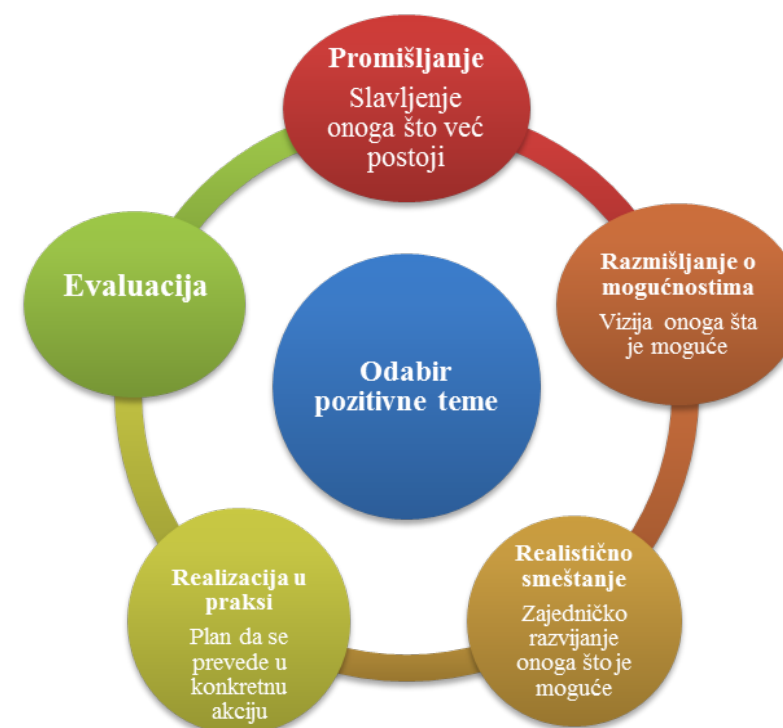 Promišljanje
Slavljenje
onoga što već
postoji
Razmišljanje o
mogućnostima
Vizija onoga šta
je moguće
Evaluacija
Odabir
pozitivne teme
Realistično
smeštanje
Zajedničko
razvijanje
onoga što je
moguće
Realizacija u
praksi
Plan da se
prevede u
konkretnu
akciju